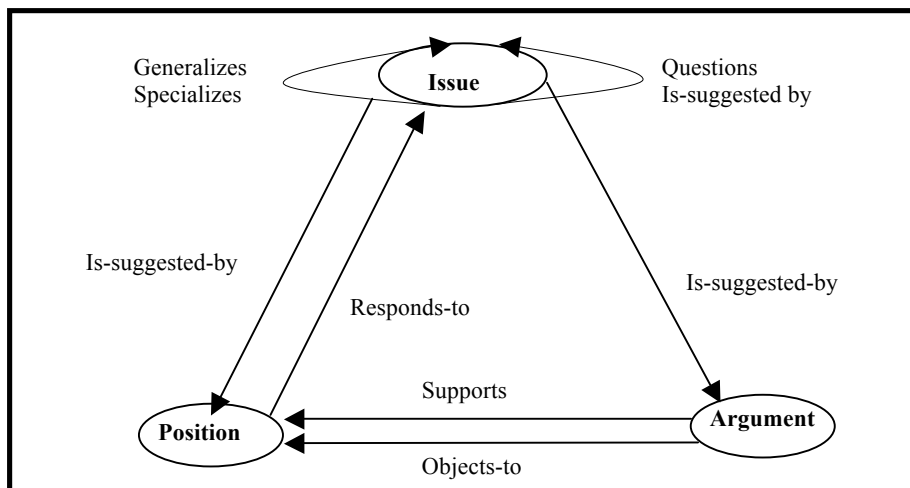 Generalizes
Specializes
Issue
Questions
Is-suggested by
Is-suggested-by
Responds-to
Is-suggested-by
Supports
Position
Argument
Objects-to